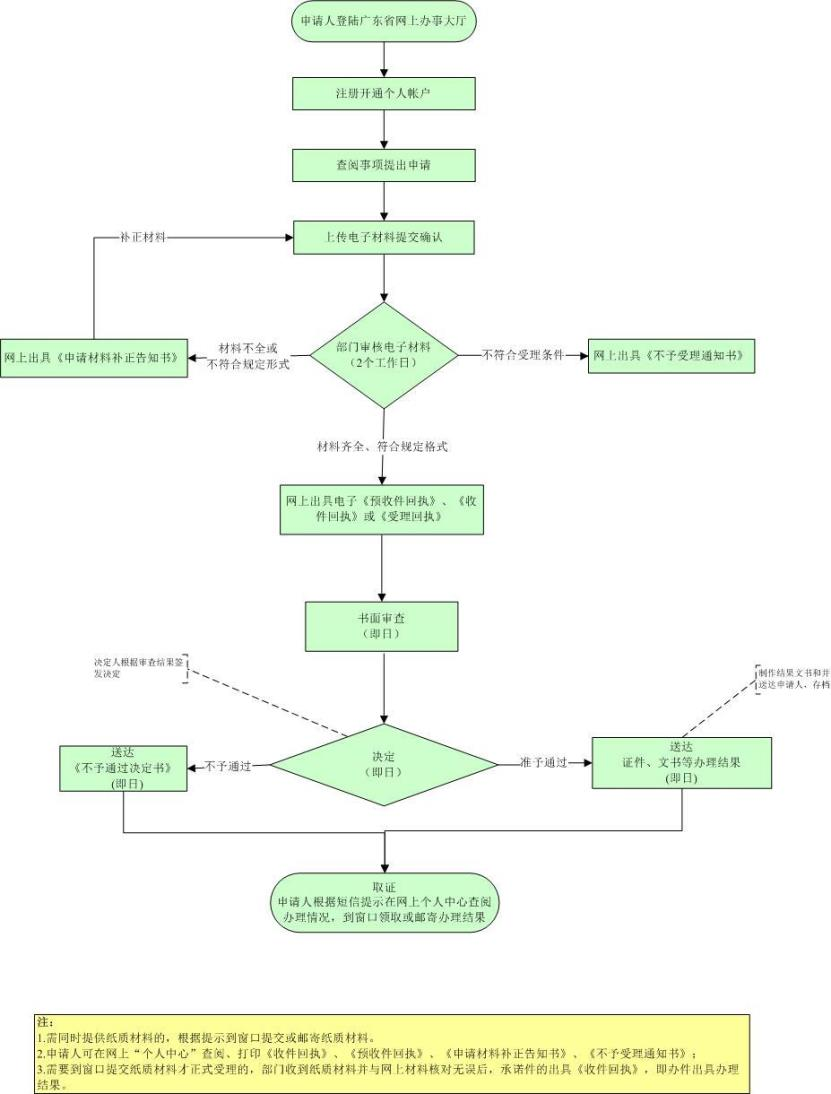 申请人登陆广东省网上办事大厅
注册开通个人帐户
查阅事项提出申请
补正材料
上传电子材料提交确认
网上出具《申请材料补正告知书》
材料不全或
不符合规定形式
部门审核电子材料
（2个工作日）
不符合受理条件
网上出具《不予受理通知书》
材料齐全、符合规定格式
网上出具电子《预收件回执》、《收
件回执》或《受理回执》
书面审查
（即日）
决定人根据审查结果签
发决定
制作结果文书和并
送达申请人、存档
送达
《不予通过决定书》
(即日)
不予通过
决定
（即日）
准予通过
送达
证件、文书等办理结果
(即日)
取证
申请人根据短信提示在网上个人中心查阅
办理情况，到窗口领取或邮寄办理结果
注：
1.需同时提供纸质材料的，根据提示到窗口提交或邮寄纸质材料。
2.申请人可在网上“个人中心”查阅、打印《收件回执》、《预收件回执》、《申请材料补正告知书》、《不予受理通知书》；
3.需要到窗口提交纸质材料才正式受理的，部门收到纸质材料并与网上材料核对无误后，承诺件的出具《收件回执》，即办件出具办理
结果。